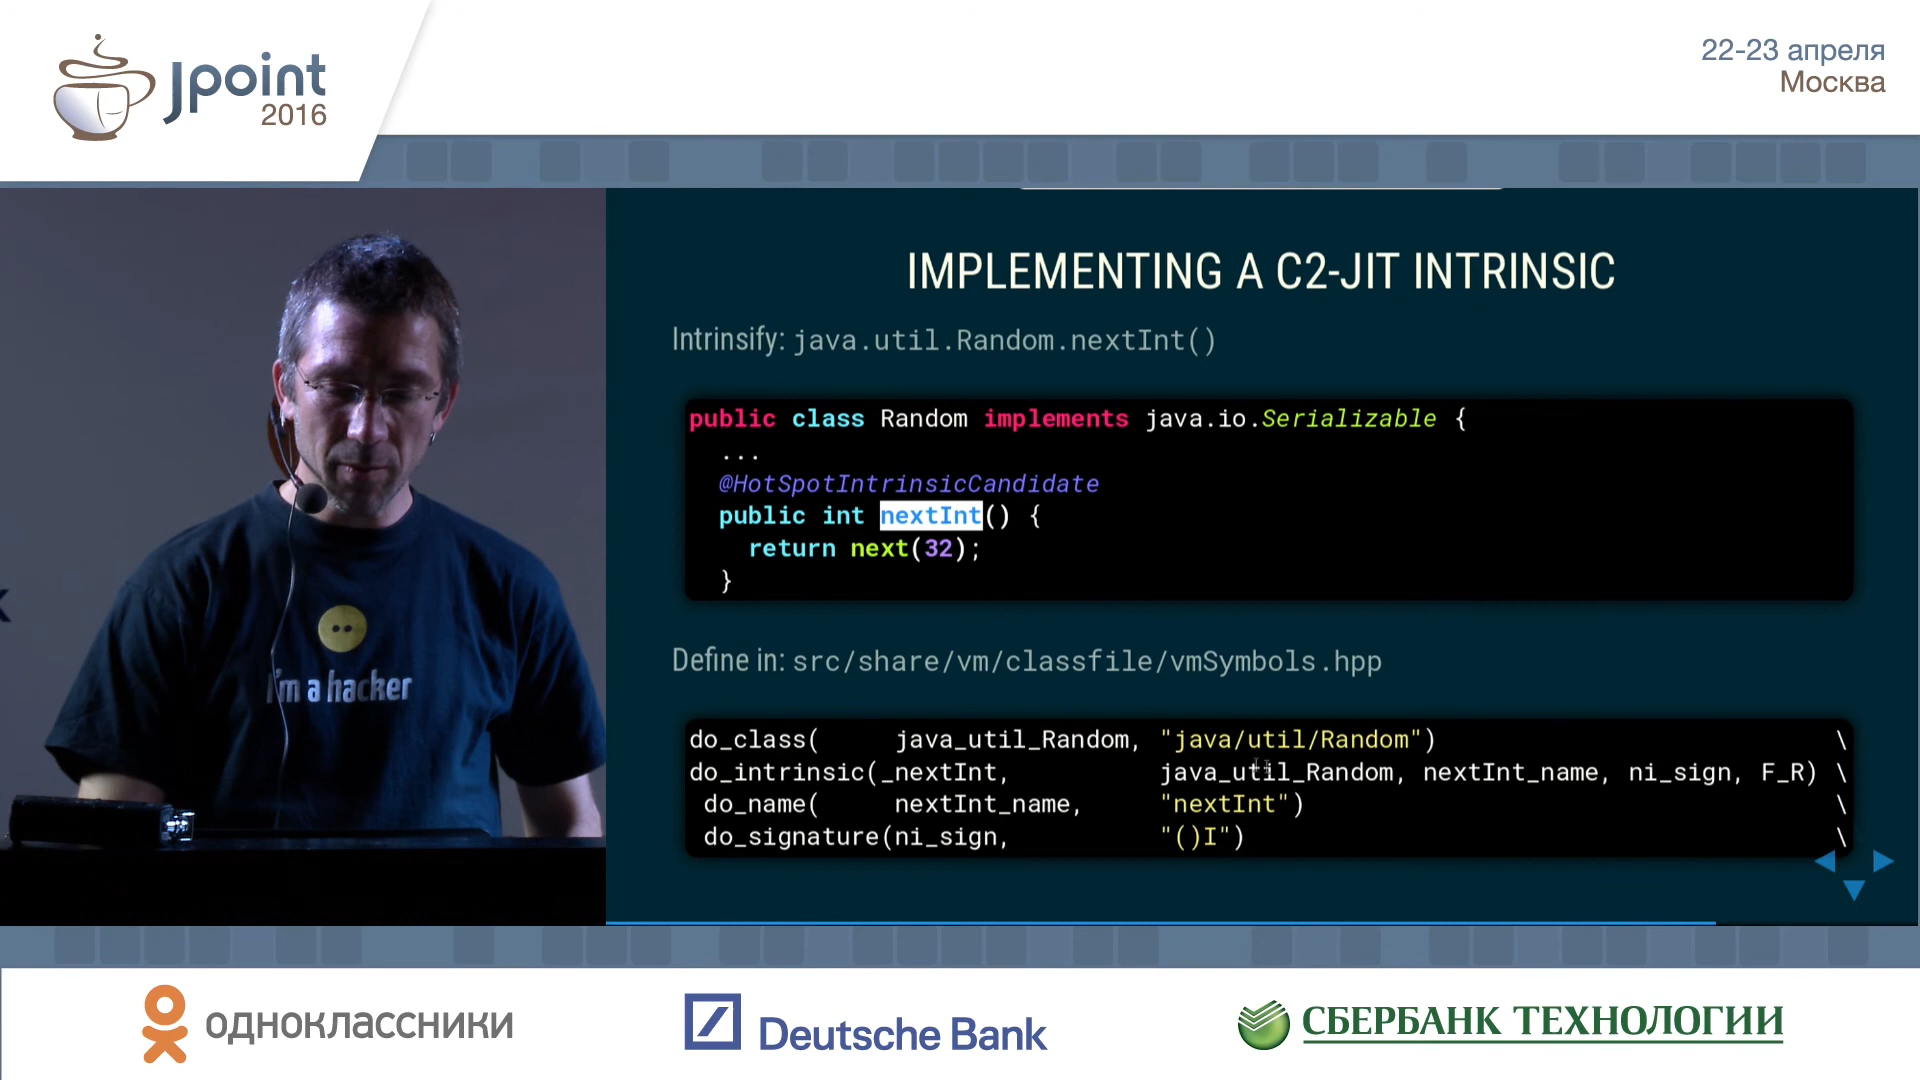 Jpoint
2016
22-23 апреля
Москва
I'm a hacker
IMPLEMENTING A C2-JIT INTRINSIC
Intrinsify: java.util.Random.nextInt()
public class Random implements java.io.Serializable {
...
@HotSpotIntrinsicCandidate
public int nextInt() {
return next(32);
}
Define in: src/share/vm/classfile/vmSymbols.hpp
do_class( java_util_Random, "java/util/Random") \
do_intrinsic(_nextInt, java_util_Random, nextInt_name, ni_sign, F_R) \
do_name( nextInt_name, "nextInt") \
do_signature(ni_sign, "()I") \
одноклассники
Deutsche Bank
СБЕРБАНК ТЕХНОЛОГИИ